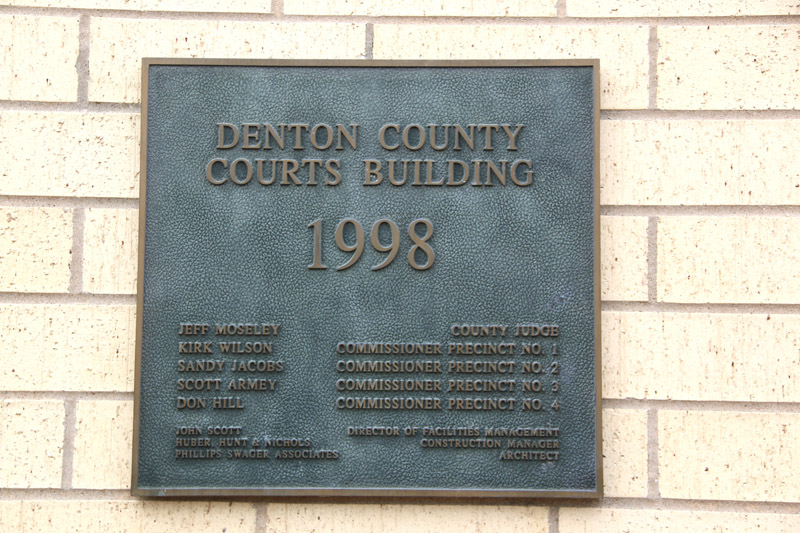 DENTON COUNTY
COURTS BUILDING
1998
JEFF MOSELEY COUNTY JUDGE
KIRK WILSON COMMISSIONER PRECINCT NO. 1
SANDY JACOBS COMMISSIONER PRECINCT NO. 2
SCOTT ARMEY COMMISSIONER PRECINCT NO. 3
DON HILL COMMISSIONER PRECINCT NO. 4
JOHN SCOTT DIRECTOR OF FACILITIES MANAGEMENT
HUBER, HUNT & NICHOLS CONSTRUCTION MANAGER
PHILLIPS SWAGER ASSOCIATES ARCHITECT